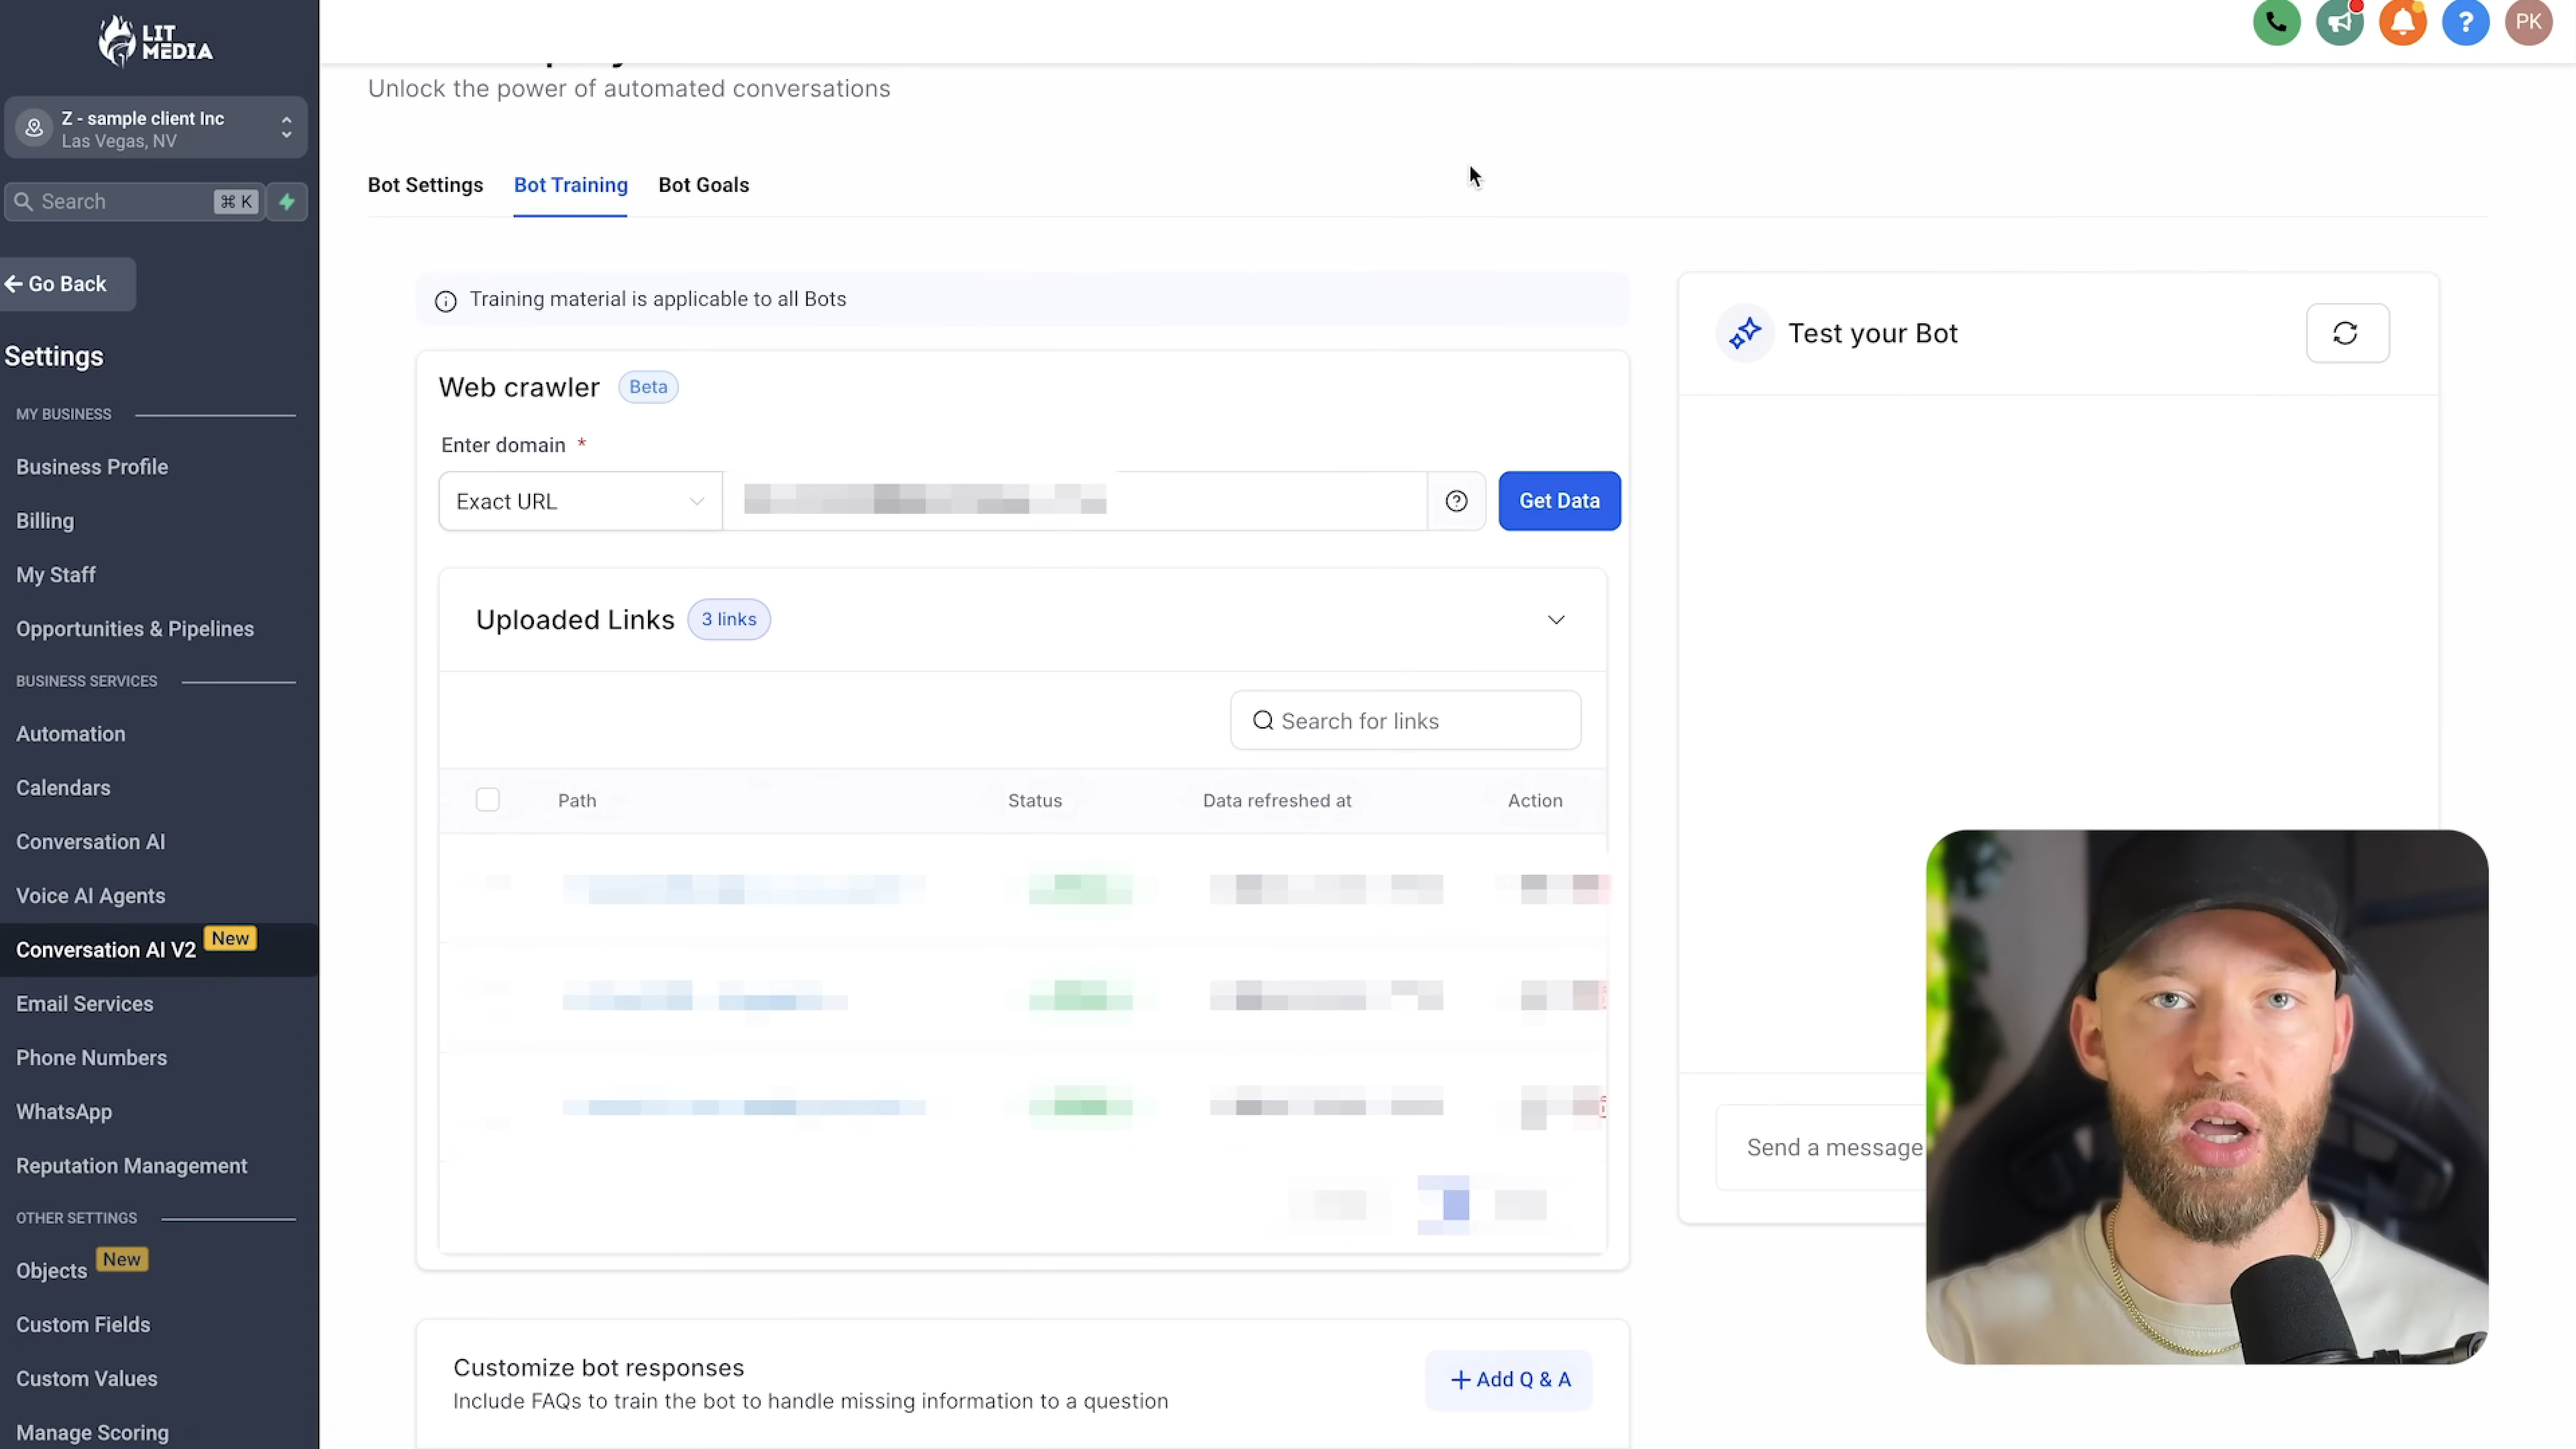 LIT
MEDIA
PK
Z - sample client Inc
Las Vegas, NV
Search
⌘ K
Go Back
Settings
MY BUSINESS
Business Profile
Billing
My Staff
Opportunities & Pipelines
BUSINESS SERVICES
Automation
Calendars
Conversation AI
Voice AI Agents
Conversation AI V2 New
Email Services
Phone Numbers
WhatsApp
Reputation Management
OTHER SETTINGS
Objects New
Custom Fields
Custom Values
Manage Scoring
Unlock the power of automated conversations
Bot Settings Bot Training Bot Goals
Training material is applicable to all Bots
Web crawler Beta
Enter domain *
Exact URL
Get Data
Uploaded Links 3 links
Search for links
Path Status Data refreshed at Action
Customize bot responses
Include FAQs to train the bot to handle missing information to a question
+ Add Q & A
Test your Bot
Send a message